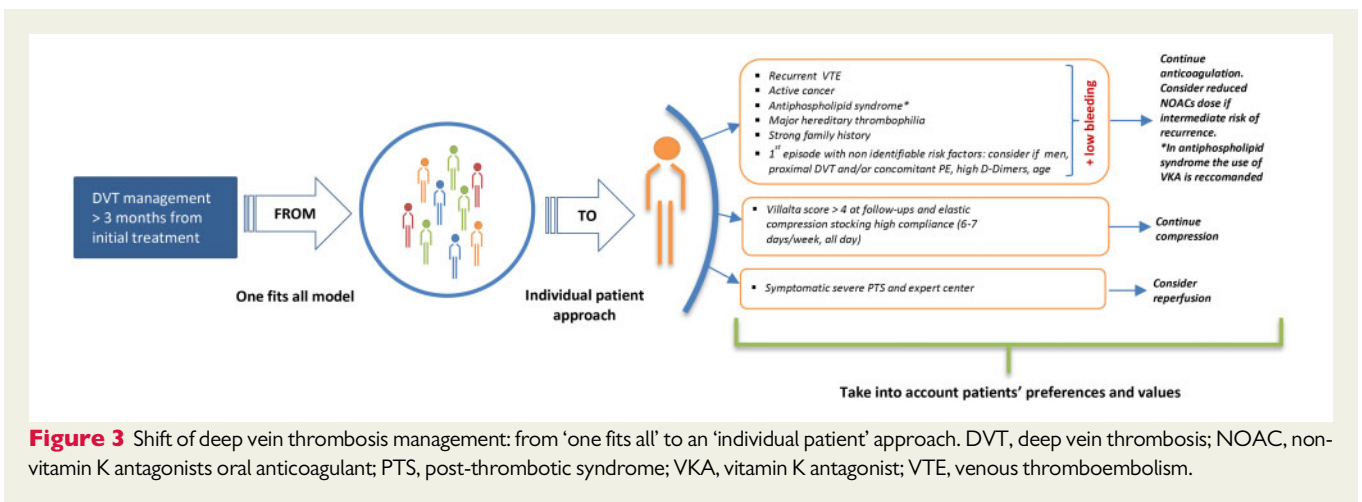 DVT management
> 3 months from
initial treatment
FROM
One fits all model
TO
Individual patient
approach
▪ Recurrent VTE
▪ Active cancer
▪ Antiphospholipid syndrome*
▪ Major hereditary thrombophilia
▪ Strong family history
▪ 1st episode with non identifiable risk factors: consider if men,
proximal DVT and/or concomitant PE, high D-Dimers, age
+ low bleeding
Continue
anticoagulation.
Consider reduced
NOACs dose if
intermediate risk of
recurrence.
*In antiphospholipid
syndrome the use of
VKA is reccomanded
▪ Villalta score > 4 at follow-ups and elastic
compression stocking high compliance (6-7
days/week, all day)
Continue
compression
▪ Symptomatic severe PTS and expert center
Consider
reperfusion
Take into account patients' preferences and values
Figure 3 Shift of deep vein thrombosis management: from 'one fits all' to an 'individual patient' approach. DVT, deep vein thrombosis; NOAC, non-
vitamin K antagonists oral anticoagulant; PTS, post-thrombotic syndrome; VKA, vitamin K antagonist; VTE, venous thromboembolism.